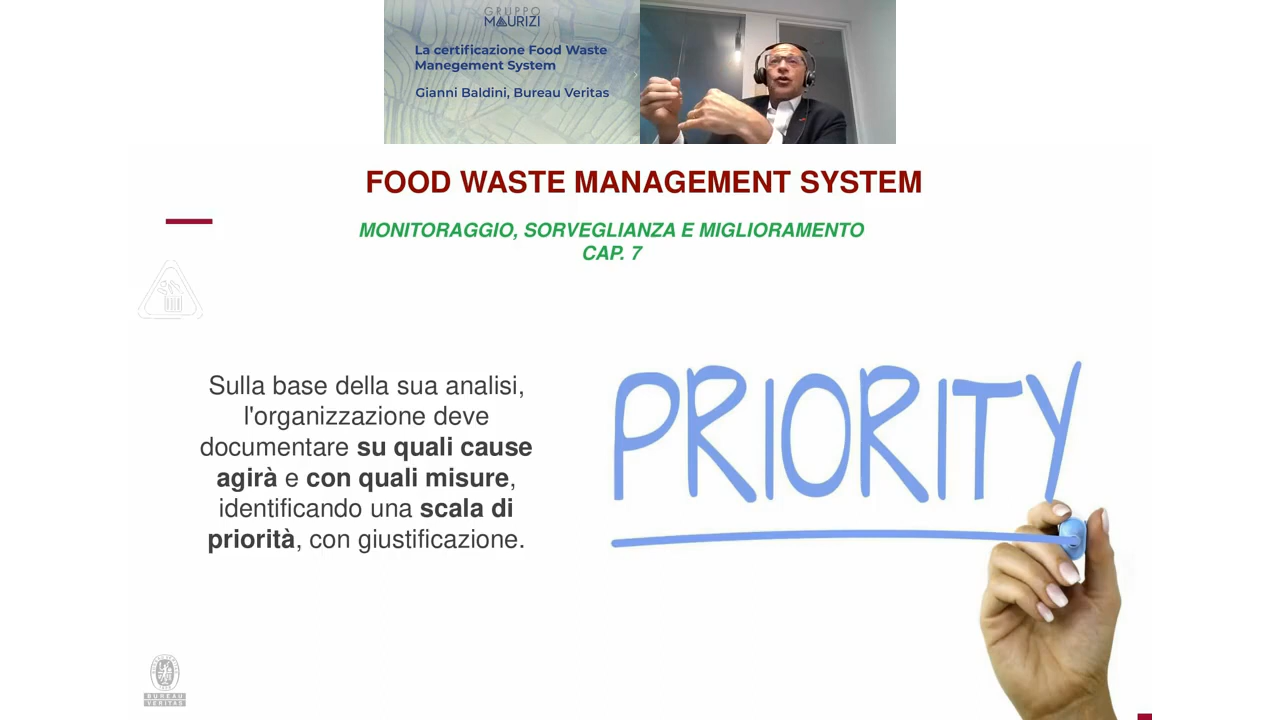 GRUPPO
MAURIZI
La certificazione Food Waste
Manegement System
Gianni Baldini, Bureau Veritas
FOOD WASTE MANAGEMENT SYSTEM
MONITORAGGIO, SORVEGLIANZA E MIGLIORAMENTO
CAP. 7
Sulla base della sua analisi,
l'organizzazione deve
documentare su quali cause
agirà e con quali misure,
identificando una scala di
priorità, con giustificazione.
PRIORITY
BUREAU
VERITAS